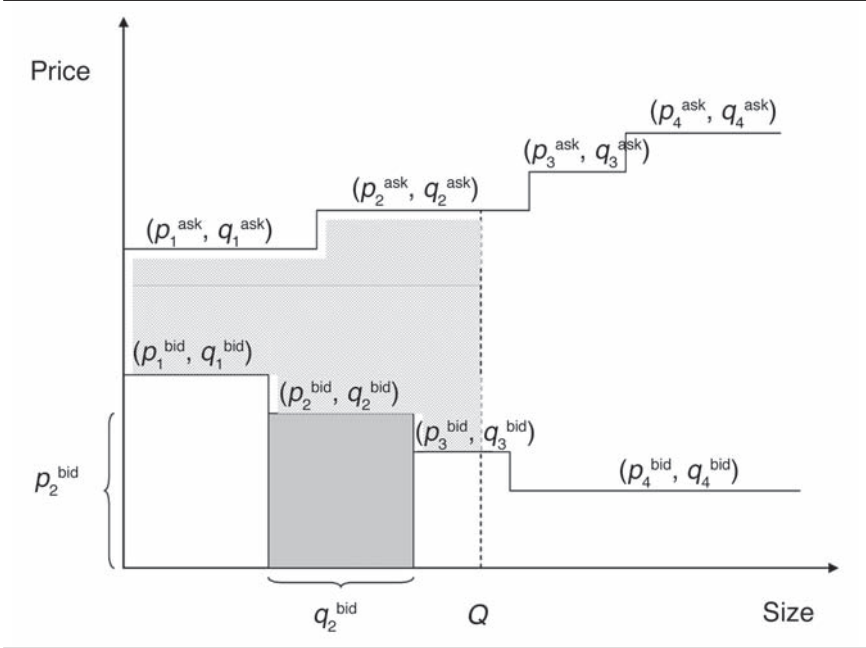 Price
(p₄ᵃˢᵏ, q₄ᵃˢᵏ)
(p₃ᵃˢᵏ, q₃ᵃˢᵏ)
(p₂ᵃˢᵏ, q₂ᵃˢᵏ)
(p₁ᵃˢᵏ, q₁ᵃˢᵏ)
(p₁ᵇⁱᵈ, q₁ᵇⁱᵈ)
(p₂ᵇⁱᵈ, q₂ᵇⁱᵈ)
(p₃ᵇⁱᵈ, q₃ᵇⁱᵈ)
(p₄ᵇⁱᵈ, q₄ᵇⁱᵈ)
p₂ᵇⁱᵈ
q₂ᵇⁱᵈ
Q
Size